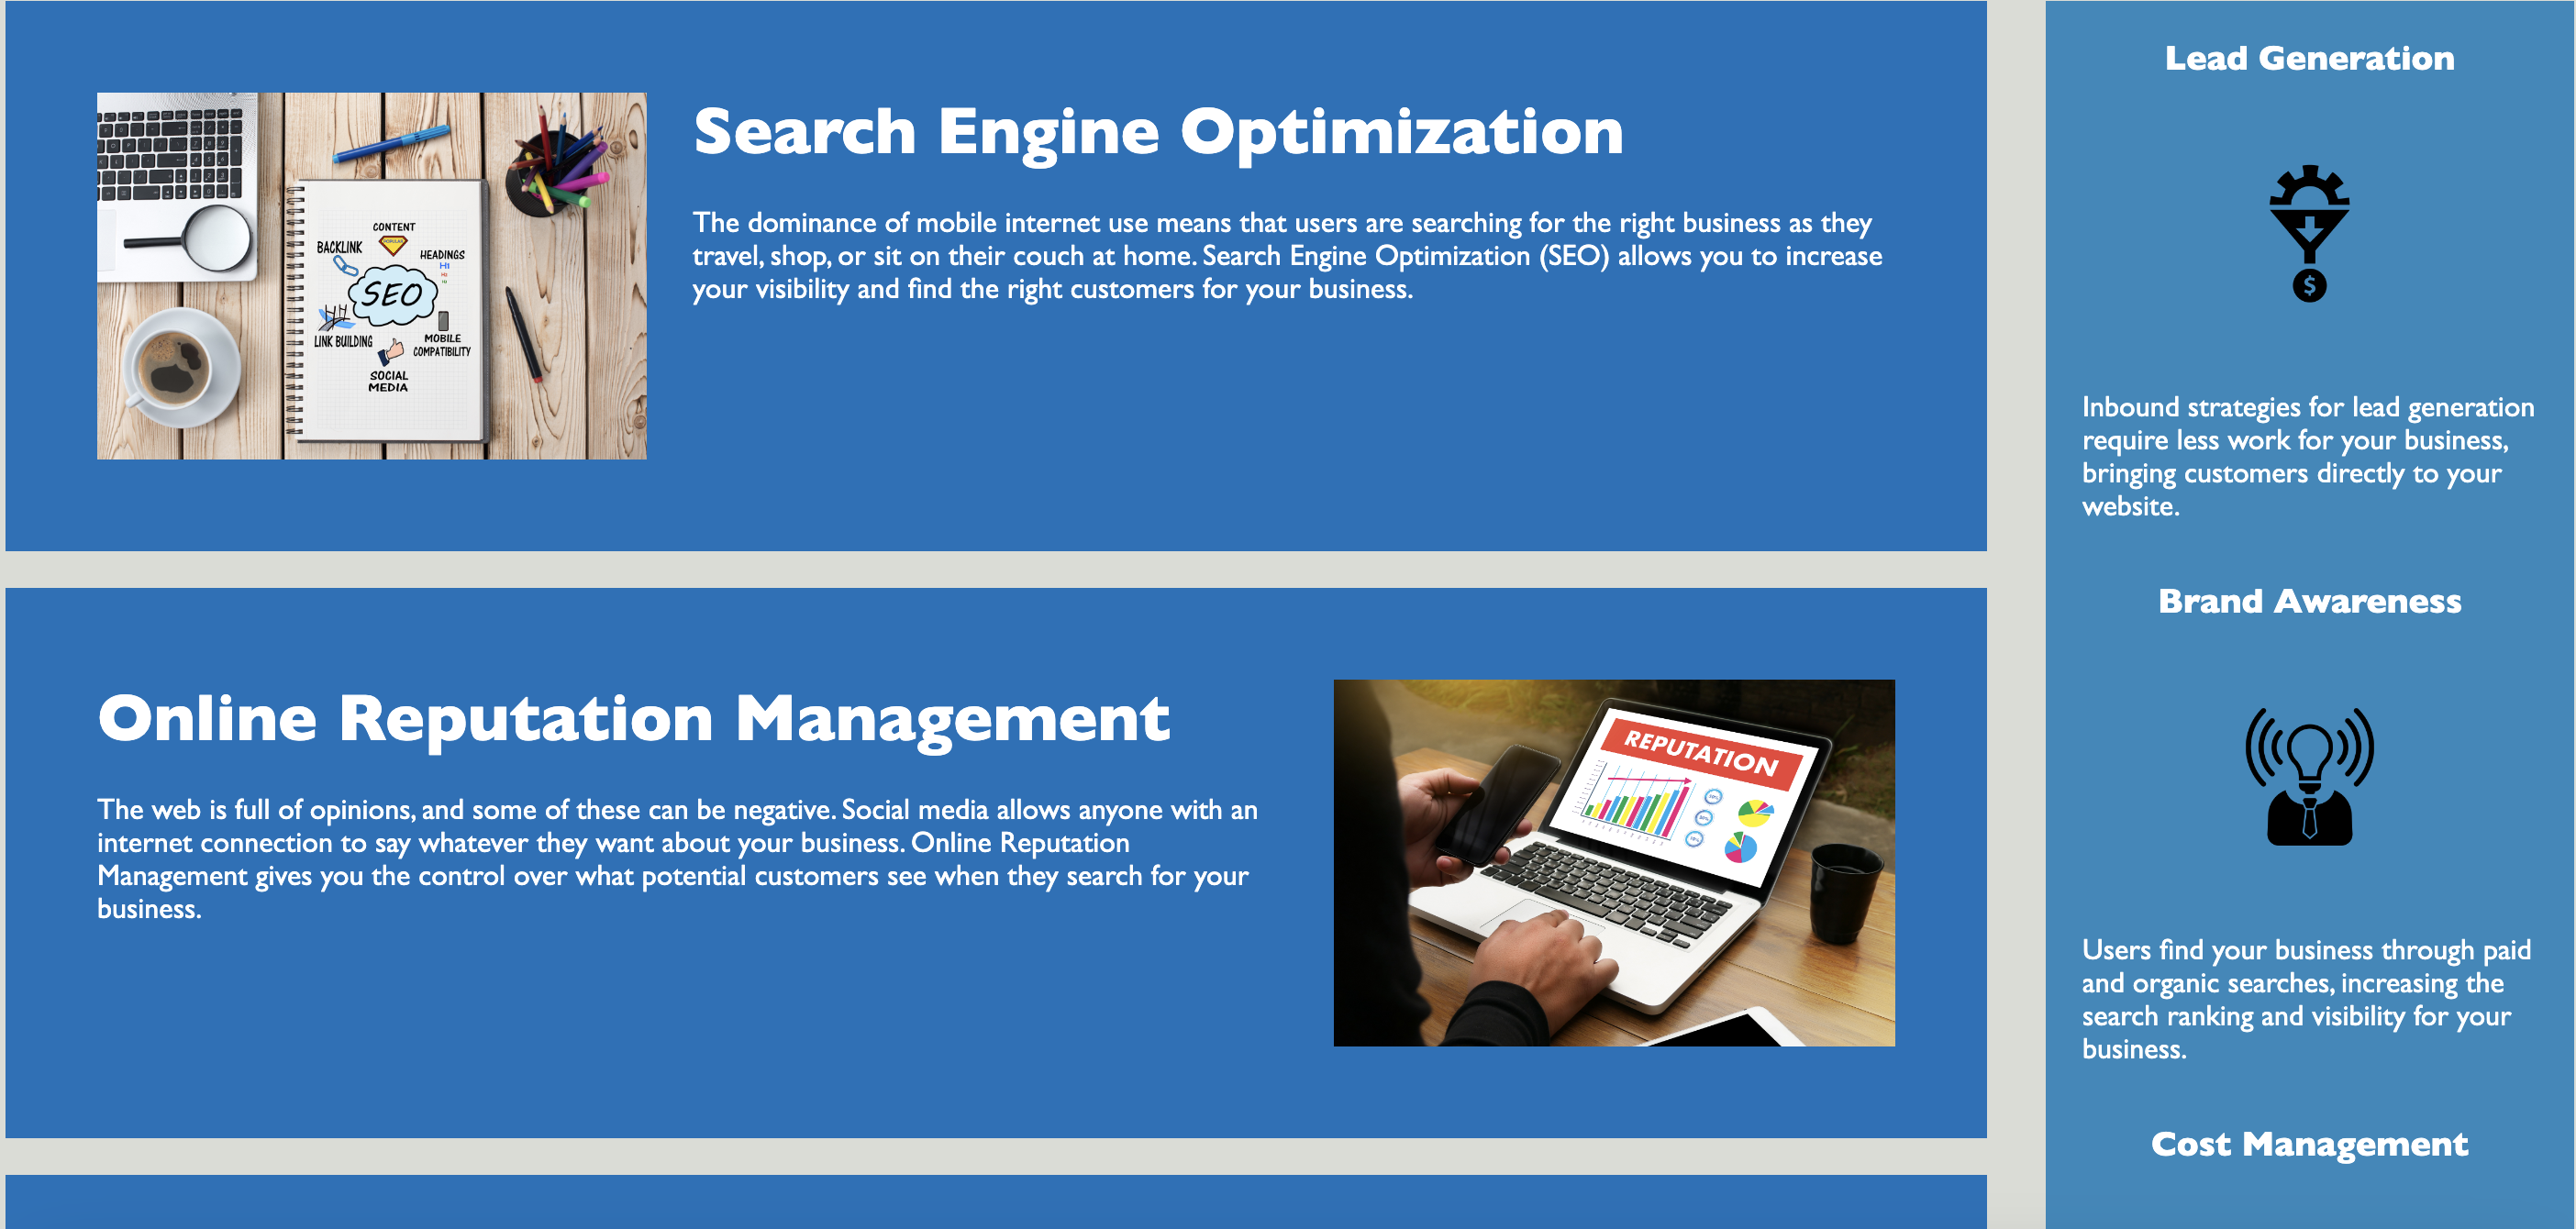 Search Engine Optimization
The dominance of mobile internet use means that users are searching for the right business as they
travel, shop, or sit on their couch at home. Search Engine Optimization (SEO) allows you to increase
your visibility and find the right customers for your business.
CONTENT
BACKLINK
HEADINGS
H1
SEO
LINK BUILDING
MOBILE
COMPATIBILITY
SOCIAL
MEDIA
Online Reputation Management
The web is full of opinions, and some of these can be negative. Social media allows anyone with an
internet connection to say whatever they want about your business. Online Reputation
Management gives you the control over what potential customers see when they search for your
business.
REPUTATION
Lead Generation
$
Inbound strategies for lead generation
require less work for your business,
bringing customers directly to your
website.
Brand Awareness
Users find your business through paid
and organic searches, increasing the
search ranking and visibility for your
business.
Cost Management